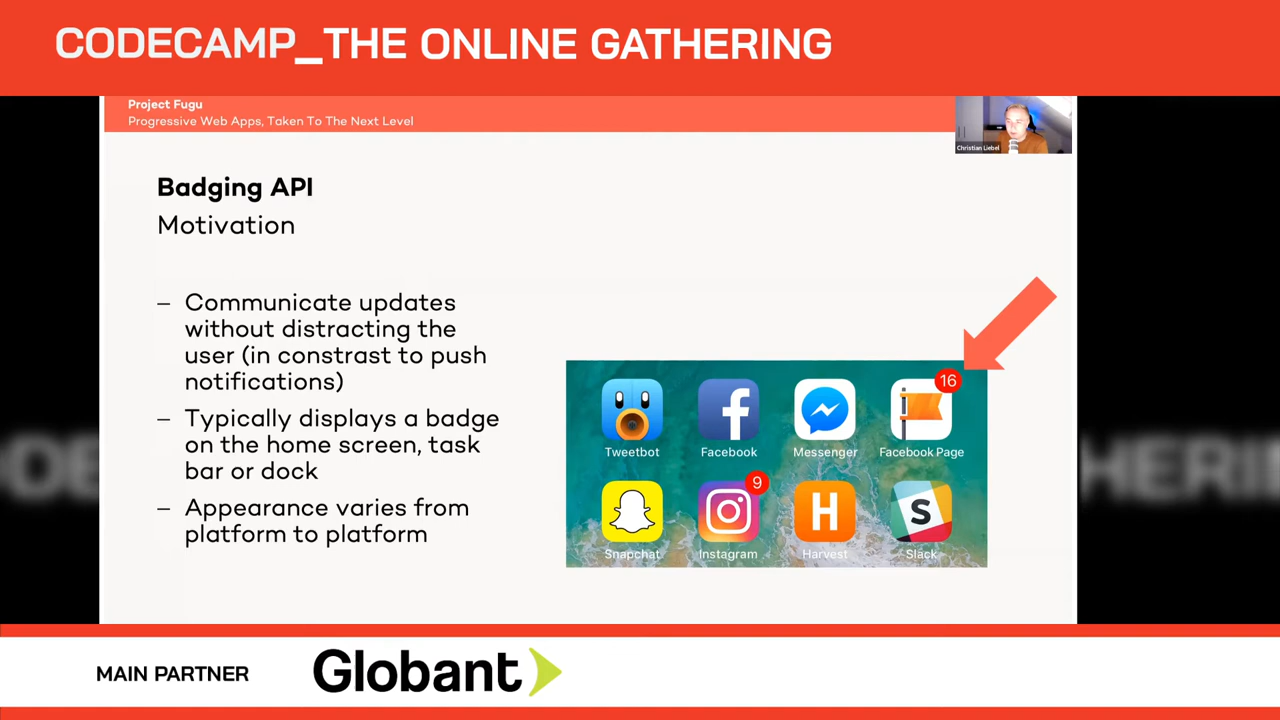 CODECAMP_THE ONLINE GATHERING
Project Fugu
Progressive Web Apps, Taken To The Next Level
Christian Liebel
Badging API
Motivation
– Communicate updates
without distracting the
user (in constrast to push
notifications)
– Typically displays a badge
on the home screen, task
bar or dock
– Appearance varies from
platform to platform
16
Tweetbot
Facebook
Messenger
Facebook Page
9
H
S
Snapchat
Instagram
Harvest
Slack
MAIN PARTNER
Globant